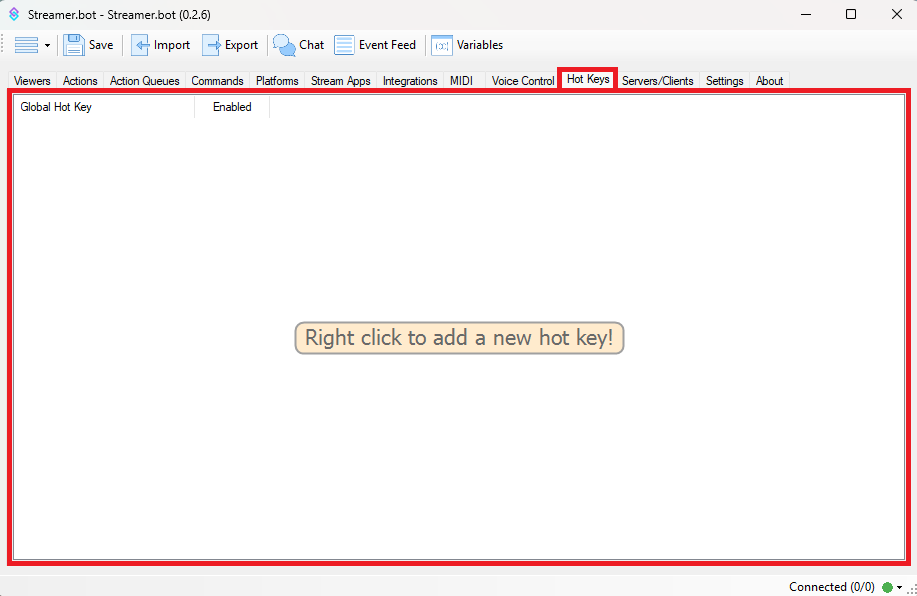 Streamer.bot - Streamer.bot (0.2.6)
Save Import Export Chat Event Feed {x} Variables
Viewers Actions Action Queues Commands Platforms Stream Apps Integrations MIDI Voice Control Hot Keys Servers/Clients Settings About
Global Hot Key Enabled
Right click to add a new hot key!
Connected (0/0)